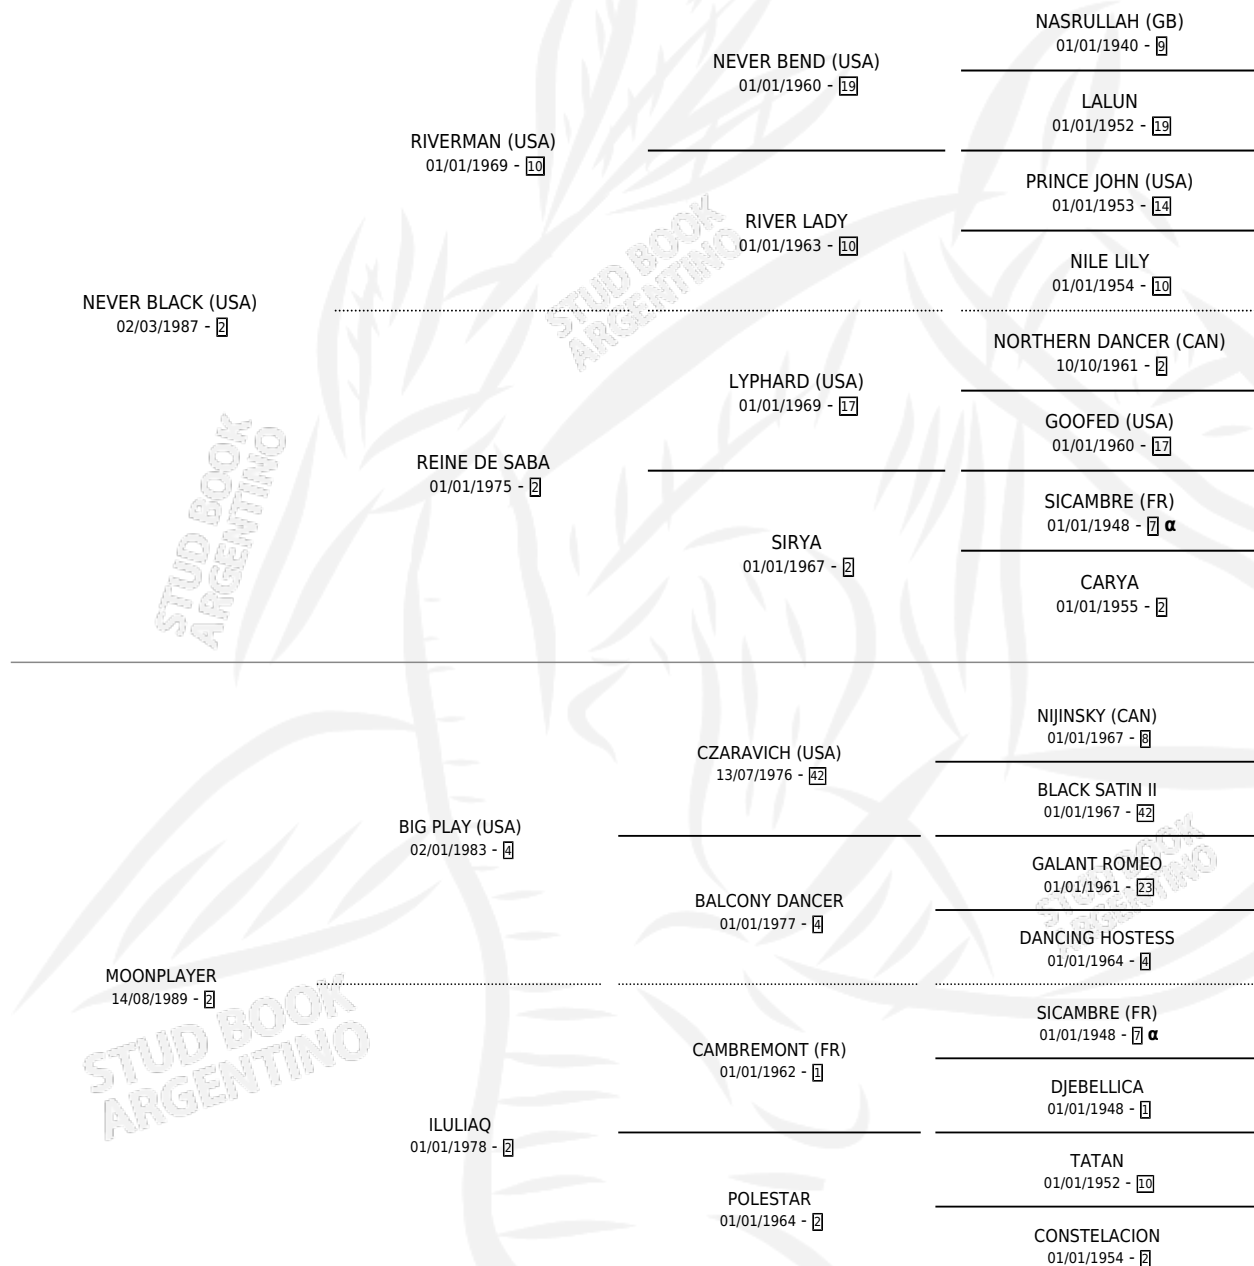 NASRULLAH (GB)
01/01/1940 - 9
NEVER BEND (USA)
01/01/1960 - 19
LALUN
01/01/1952 - 19
RIVERMAN (USA)
01/01/1969 - 10
PRINCE JOHN (USA)
01/01/1953 - 14
RIVER LADY
01/01/1963 - 10
NILE LILY
01/01/1954 - 10
NEVER BLACK (USA)
02/03/1987 - 2
STUD BOOK
ARGENTINO
NORTHERN DANCER (CAN)
10/10/1961 - 2
LYPHARD (USA)
01/01/1969 - 17
GOOFED (USA)
01/01/1960 - 17
REINE DE SABA
01/01/1975 - 2
STUD BOOK
ARGENTINO
SICAMBRE (FR)
01/01/1948 - 7 α
SIRYA
01/01/1967 - 2
CARYA
01/01/1955 - 2
NIJINSKY (CAN)
01/01/1967 - 8
CZARAVICH (USA)
13/07/1976 - 42
BLACK SATIN II
01/01/1967 - 42
BIG PLAY (USA)
02/01/1983 - 4
GALANT ROMEO
01/01/1961 - 23
STUD BOOK
ARGENTINO
BALCONY DANCER
01/01/1977 - 4
DANCING HOSTESS
01/01/1964 - 4
MOONPLAYER
14/08/1989 - 2
STUD BOOK
ARGENTINO
SICAMBRE (FR)
01/01/1948 - 7 α
CAMBREMONT (FR)
01/01/1962 - 1
DJEBELLICA
01/01/1948 - 1
ILULIAQ
01/01/1978 - 2
TATAN
01/01/1952 - 10
POLESTAR
01/01/1964 - 2
CONSTELACION
01/01/1954 - 2